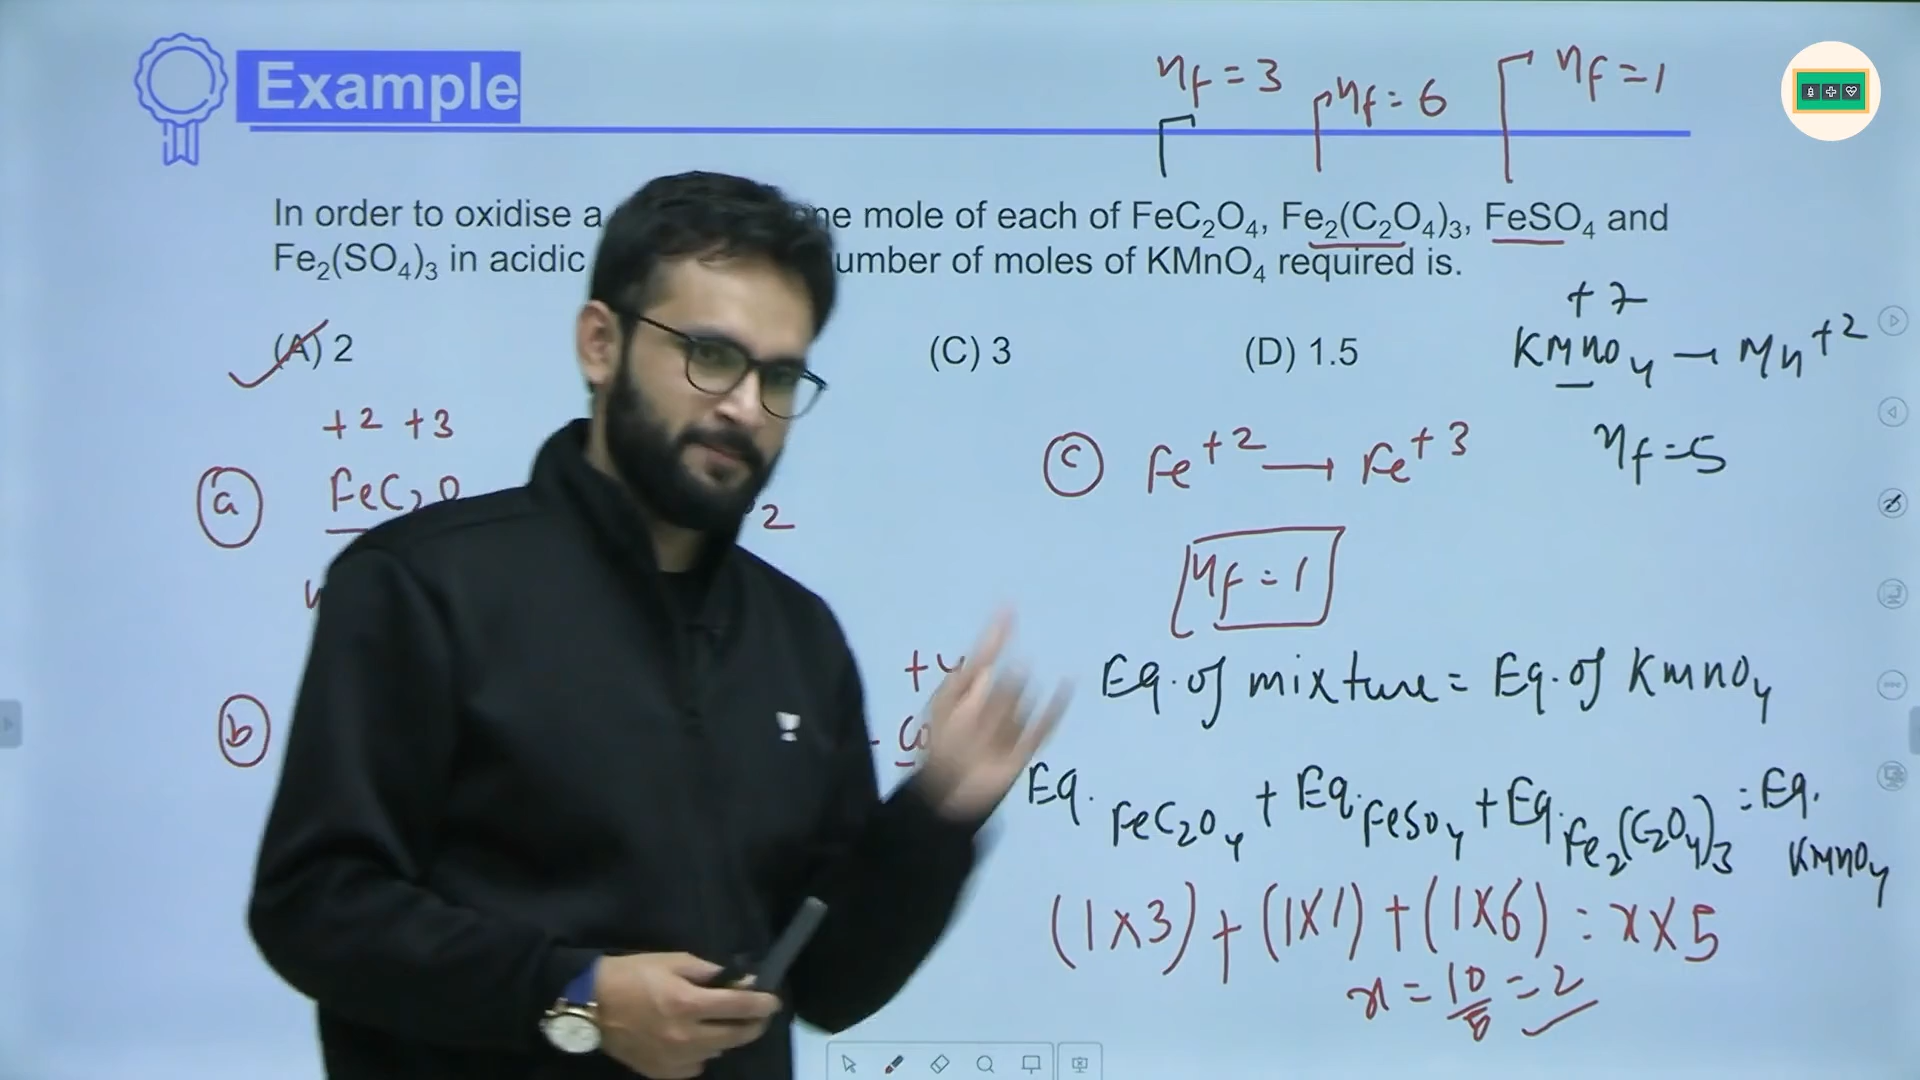 Example
ηf = 3
ηf = 6
ηf = 1
In order to oxidise a ne mole of each of FeC₂O₄, Fe₂(C₂O₄)₃, FeSO₄ and
Fe₂(SO₄)₃ in acidic umber of moles of KMnO₄ required is.
(A) 2
(C) 3
(D) 1.5
+7
KMnO₄ → Mn⁺²
ηf = 5
+2 +3
(a) FeC₂O
2
(c) Fe⁺² → Fe⁺³
ηf = 1
(b)
Eq. of mixture = Eq. of KMnO₄
Eq. FeC₂O₄ + Eq. FeSO₄ + Eq. Fe₂(C₂O₄)₃ = Eq. KMnO₄
(1×3) + (1×1) + (1×6) = x×5
x = 10/5 = 2